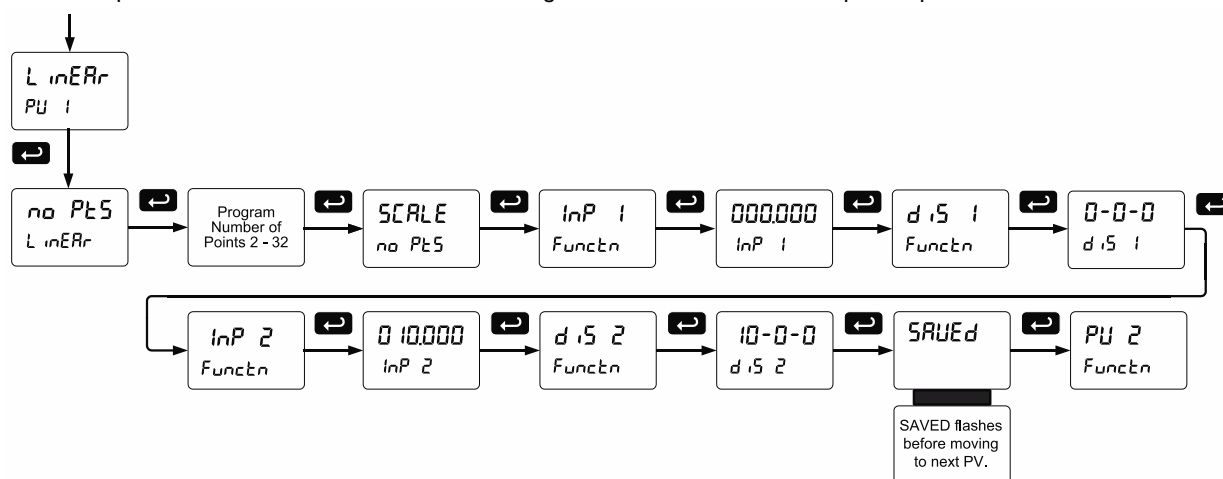 LinEAr
PU 1
no PtS
LinEAr
Program
Number of
Points 2 - 32
SCALE
no PtS
InP 1
Functn
000.000
InP 1
diS 1
Functn
0-0-0
diS 1
InP 2
Functn
010.000
InP 2
diS 2
Functn
10-0-0
diS 2
SAVEd
PU 2
Functn
SAVED flashes
before moving
to next PV.